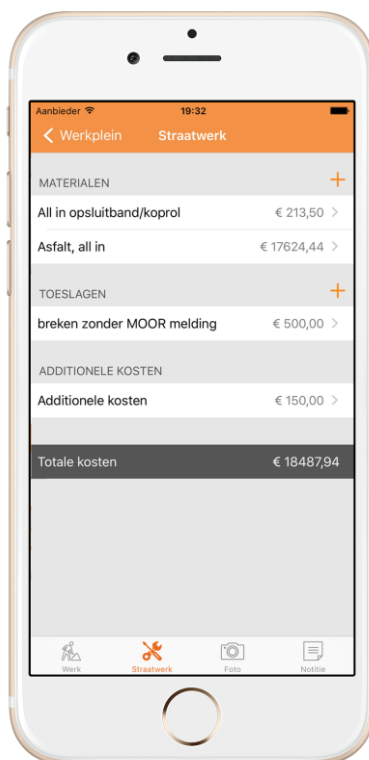 Aanbieder 19:32
Werkplein Straatwerk
MATERIALEN +
All in opsluitband/koprol € 213,50 >
Asfalt, all in € 17624,44 >
TOESLAGEN +
breken zonder MOOR melding € 500,00 >
ADDITIONELE KOSTEN
Additionele kosten € 150,00 >
Totale kosten € 18487,94
Werk Straatwerk Foto Notitie